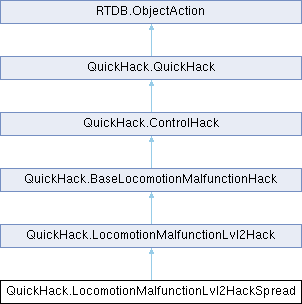 RTDB.ObjectAction
QuickHack.QuickHack
QuickHack.ControlHack
QuickHack.BaseLocomotionMalfunctionHack
QuickHack.LocomotionMalfunctionLvl2Hack
QuickHack.LocomotionMalfunctionLvl2HackSpread